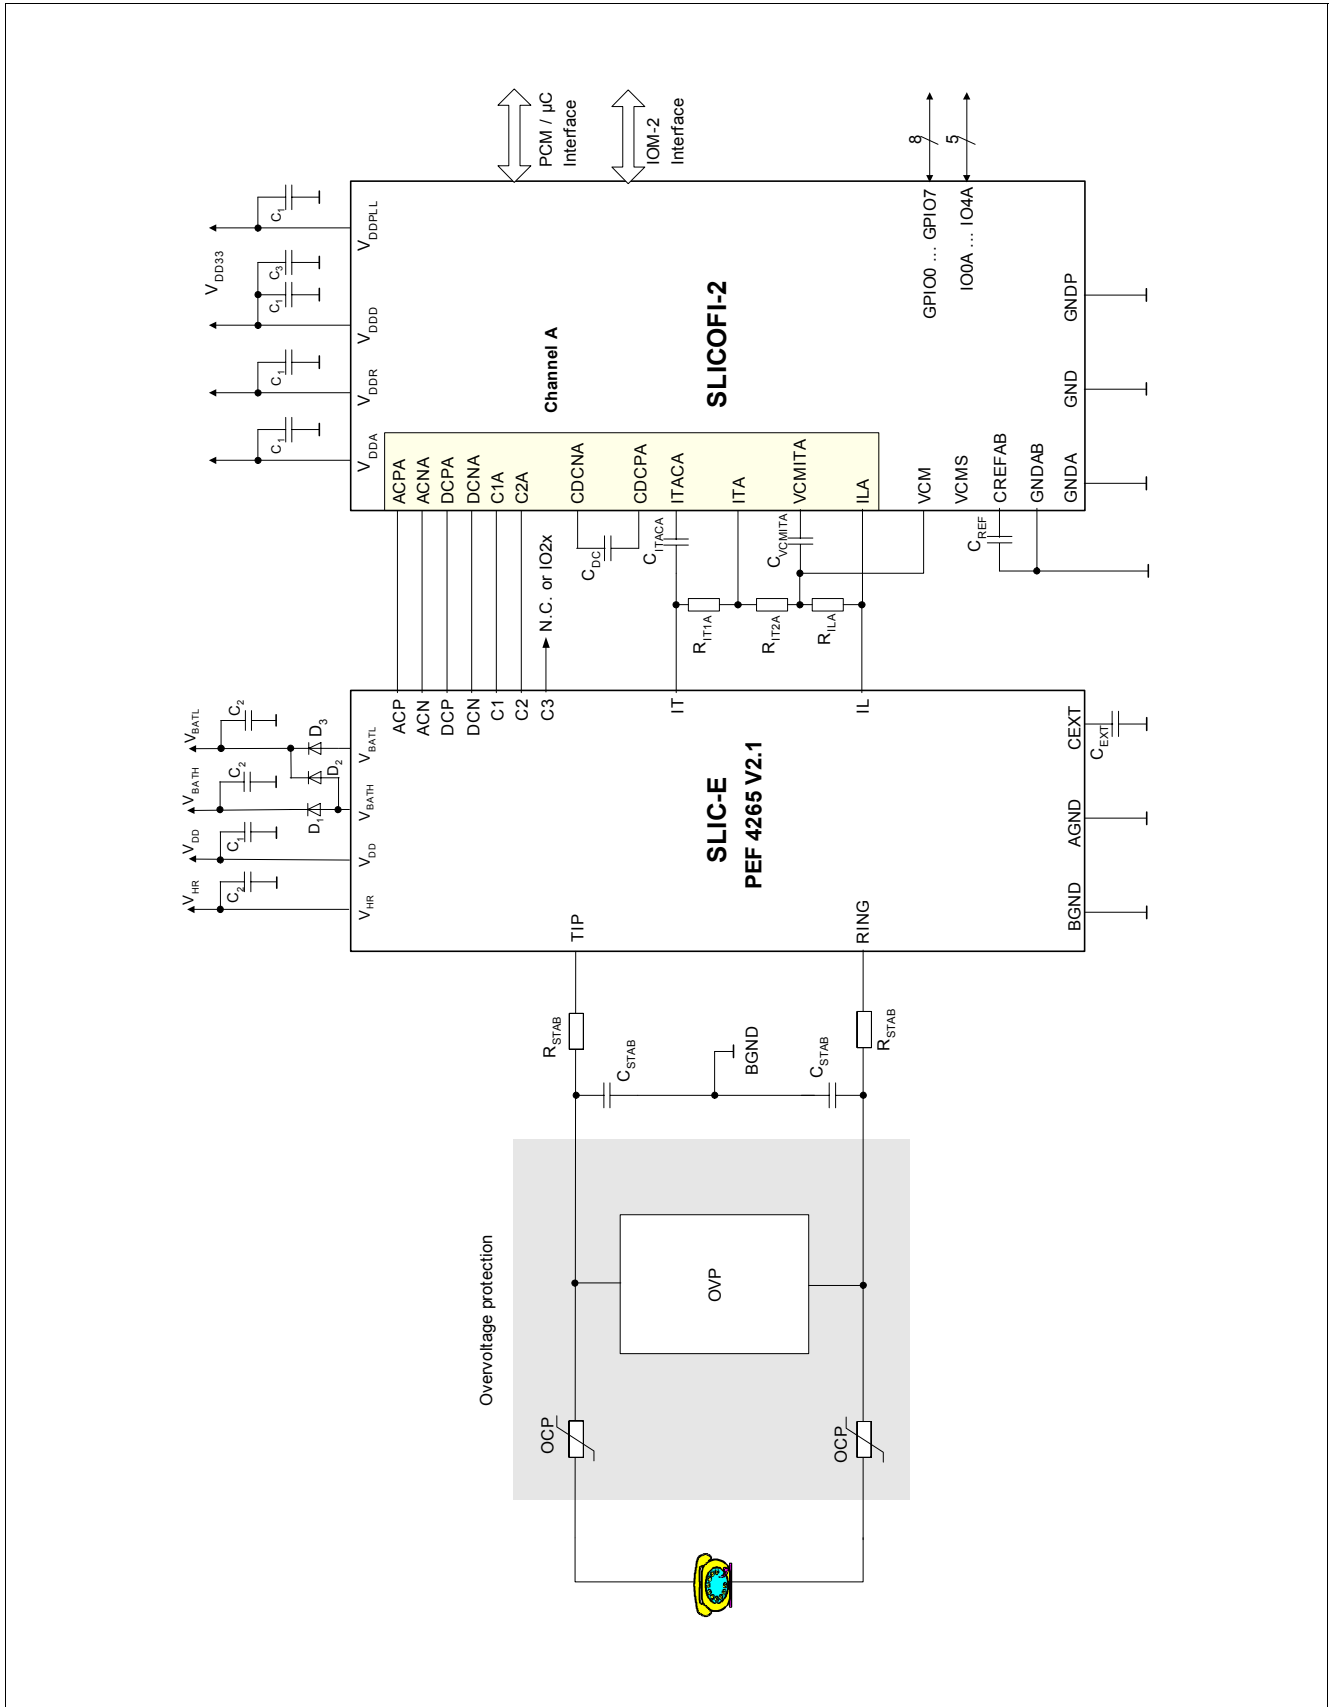 PCM / µC
Interface
IOM-2
Interface
8
5
C1
VDDPLL
VDD33
C3
C1
VDDD
C1
VDDR
C1
VDDA
GPIO0 ... GPIO7
IO0A ... IO4A
Channel A
SLICOFI-2
ACPA
ACNA
DCPA
DCNA
C1A
C2A
CDCNA
CDCPA
ITACA
ITA
VCMITA
ILA
VCM
VCMS
CREFAB
GNDAB
GNDA
GND
GNDP
N.C. or IO2x
CDC
CITACA
CVCMITA
CREF
RIT1A
RIT2A
RILA
VBATL
C2
D3
VBATL
D2
VBATH
C2
D1
VBATH
VDD
C1
VDD
VHR
C2
VHR
ACP
ACN
DCP
DCN
C1
C2
C3
IT
IL
SLIC-E
PEF 4265 V2.1
CEXT
CEXT
AGND
BGND
TIP
RING
RSTAB
CSTAB
BGND
CSTAB
RSTAB
Overvoltage protection
OVP
OCP
OCP